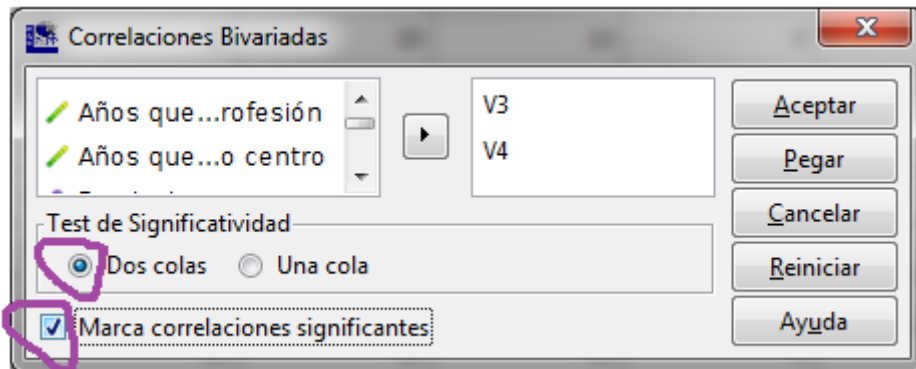 Correlaciones Bivariadas
Años que...rofesión
Años que...o centro
V3
V4
Aceptar
Pegar
Cancelar
Reiniciar
Ayuda
Test de Significatividad
Dos colas
Una cola
Marca correlaciones significantes